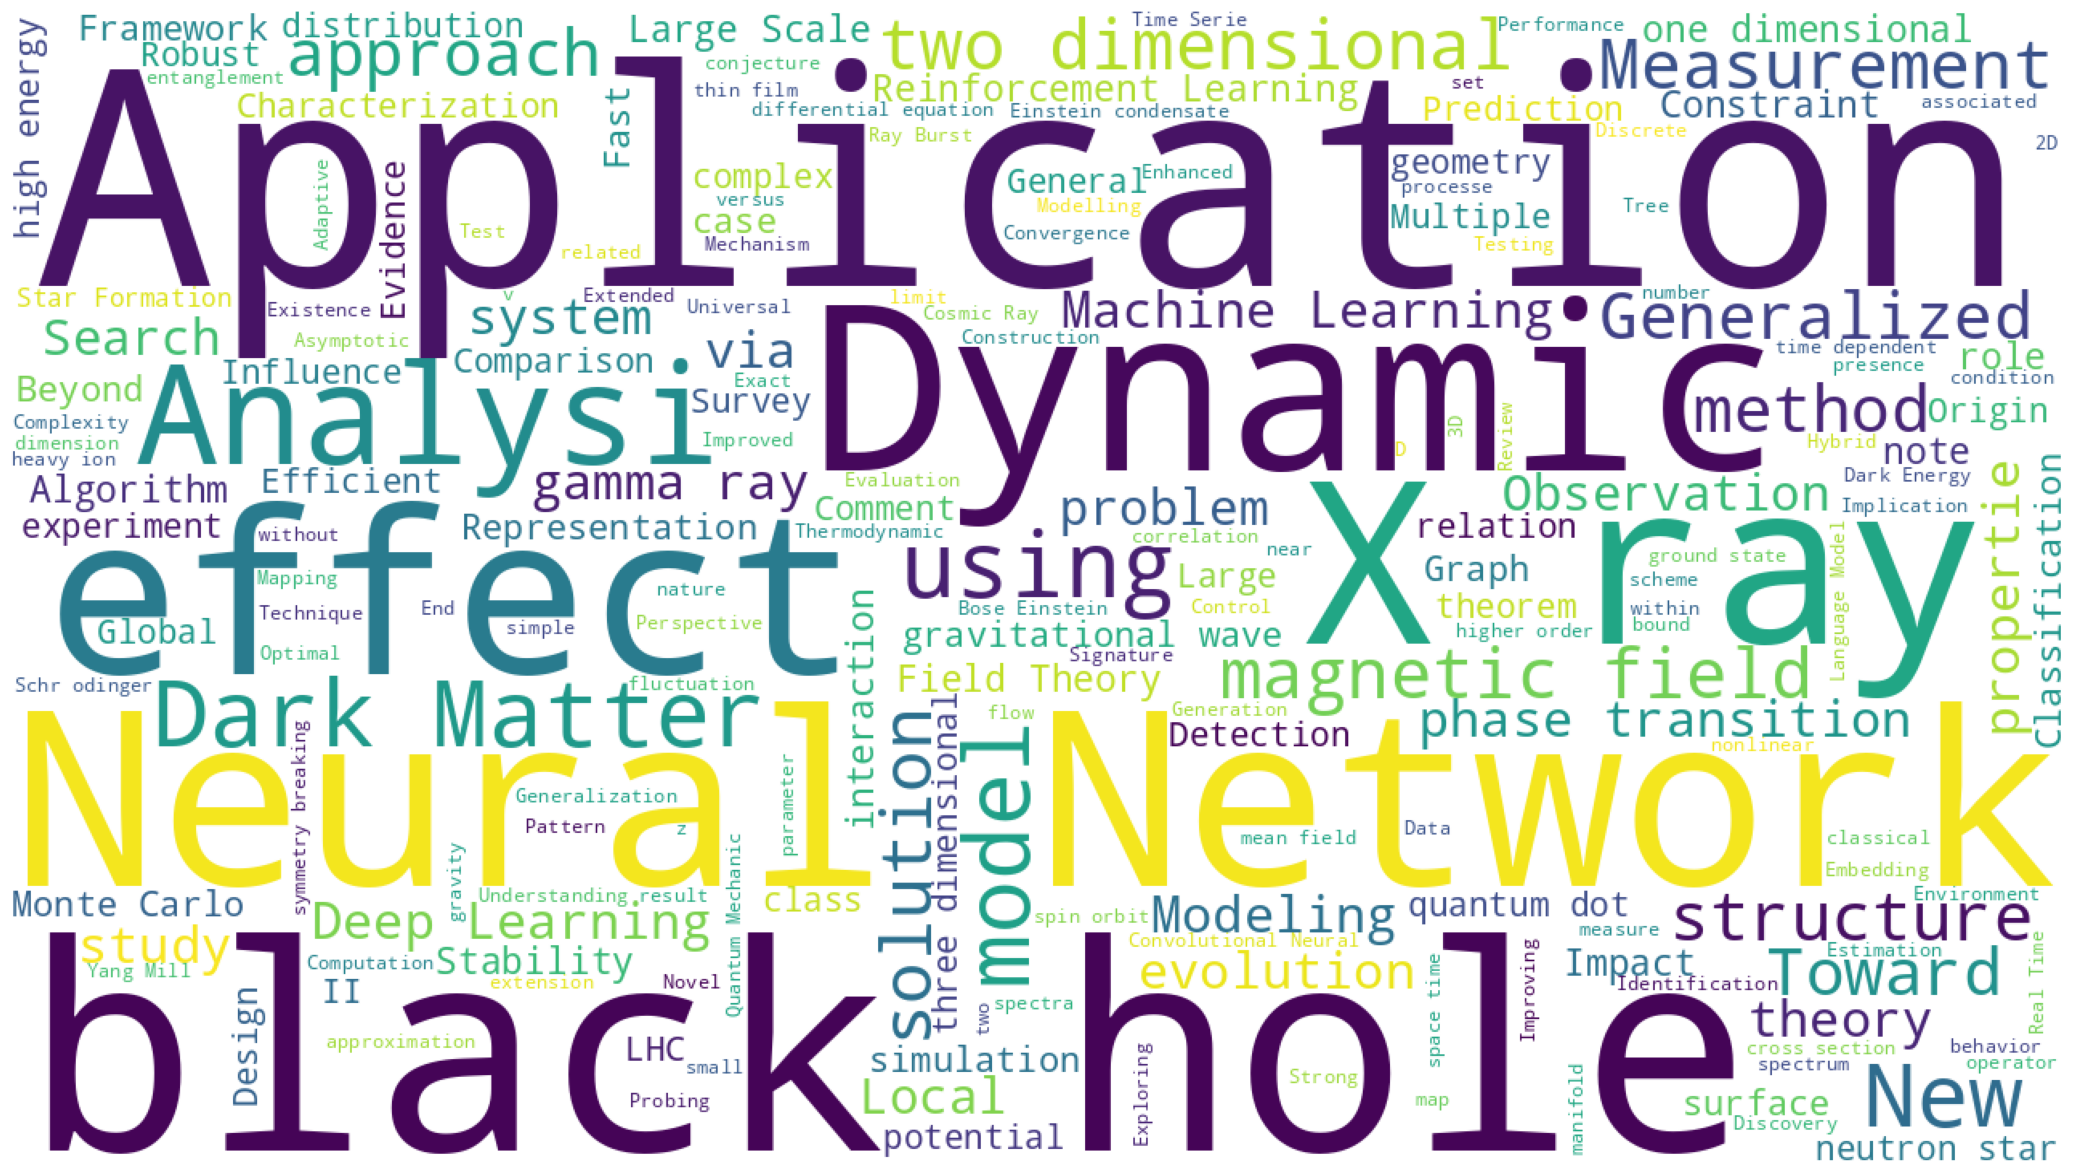 high energy
Framework
distribution
Large Scale
two dimensional
Time Serie
Performance
one dimensional
Robust
approach
entanglement
conjecture
Reinforcement Learning
Measurement
thin film
set
Characterization
Fast
differential equation
Einstein condensate
Prediction
Constraint
associated
Ray Burst
Discrete
2D
Application
Adaptive
Evidence
complex
versus
case
Mechanism
General
Enhanced
Modelling
Convergence
geometry
processe
Multiple
Tree
Testing
Test
related
Star Formation
Existence
v
Extended
Universal
limit
Cosmic Ray
Construction
Machine Learning
number
Generalized
Search
Asymptotic
system
via
time dependent
role
presence
condition
Influence
Comparison
Exact
Beyond
Survey
Dynamic
method
Origin
Complexity
Analysi
dimension
Improved
3D
D
Review
Hybrid
note
heavy ion
Algorithm
Efficient
gamma ray
Evaluation
Comment
problem
Observation
Dark Energy
Implication
propertie
Classification
experiment
without
Representation
Thermodynamic
using
correlation
near
relation
X ray
effect
Mapping
Technique
End
simple
nature
Perspective
Global
Optimal
interaction
Large
Bose Einstein
Control
gravitational wave
Signature
Graph
theorem
higher order
ground state
scheme
within
bound
Language Model
Schr odinger
Dark Matter
fluctuation
Field Theory
magnetic field
flow
Generation
Detection
phase transition
nonlinear
Neural Network
symmetry breaking
Generalization
Pattern
z
parameter
gravity
Quantum Mechanic
solution
three dimensional
model
mean field
Data
classical
Embedding
Environment
Monte Carlo
Understanding
result
class
spin orbit
Modeling
quantum dot
structure
study
Deep Learning
Convolutional Neural
measure
Estimation
Real Time
Yang Mill
Computation
Stability
II
extension
Novel
evolution
Impact
Identification
Toward
two
spectra
space time
Improving
black hole
Design
approximation
LHC
small
Probing
simulation
Local
potential
Exploring
Strong
map
manifold
theory
cross section
spectrum
behavior
operator
surface
Discovery
New
neutron star